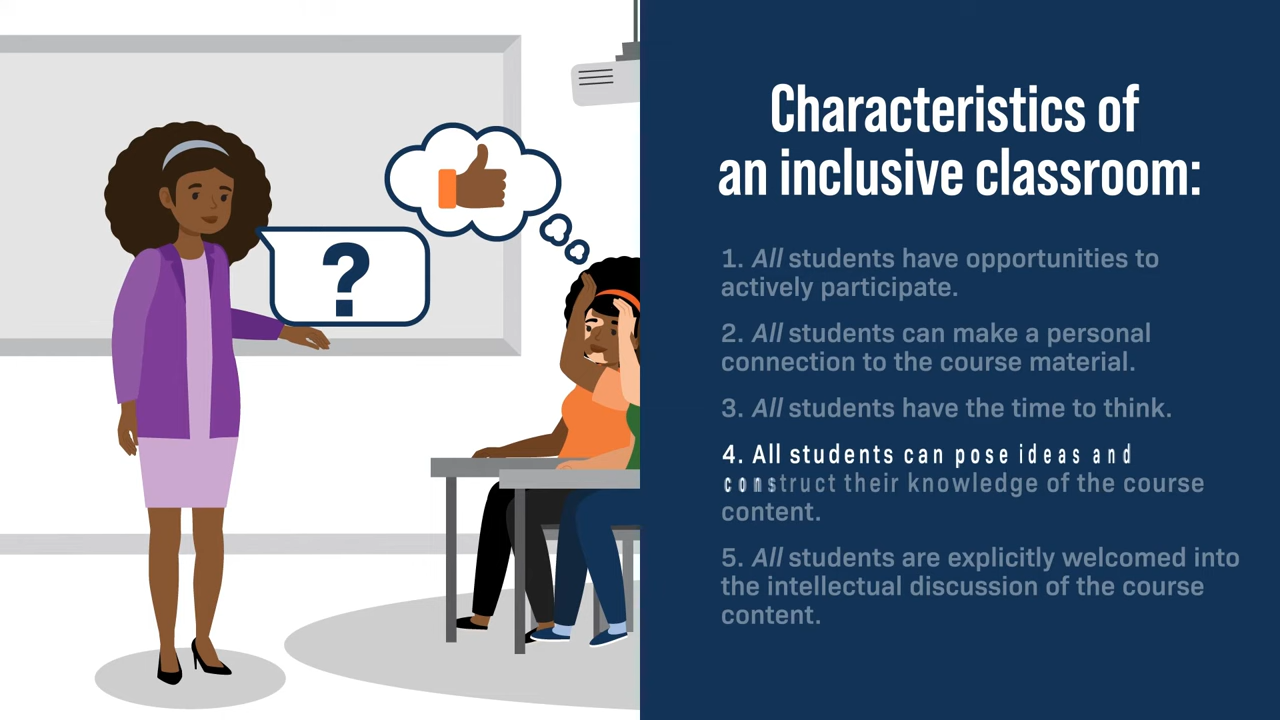 ?
Characteristics of
an inclusive classroom:
1. All students have opportunities to
actively participate.
2. All students can make a personal
connection to the course material.
3. All students have the time to think.
4. All students can pose ideas and
construct their knowledge of the course
content.
5. All students are explicitly welcomed into
the intellectual discussion of the course
content.